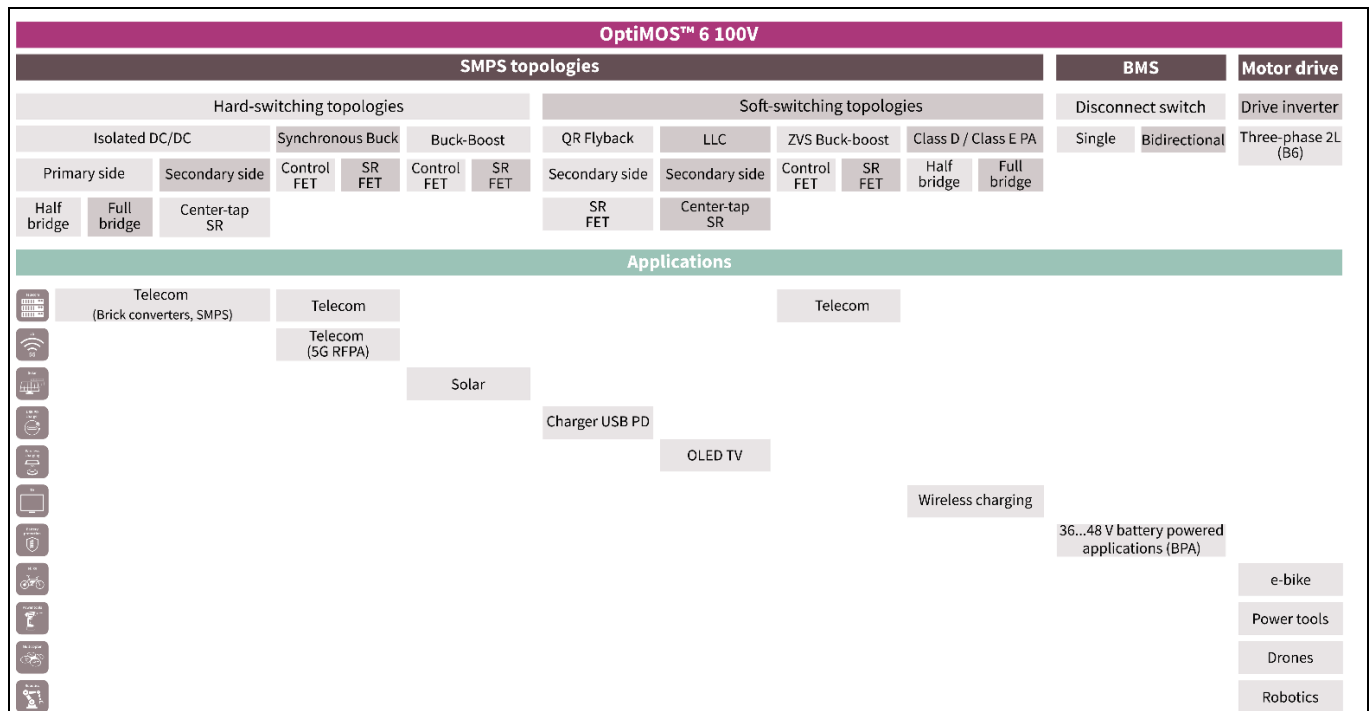 OptiMOS™ 6 100V
SMPS topologies
BMS
Motor drive
Hard-switching topologies
Soft-switching topologies
Disconnect switch
Drive inverter
Isolated DC/DC
Synchronous Buck
Buck-Boost
QR Flyback
LLC
ZVS Buck-boost
Class D / Class E PA
Single
Bidirectional
Three-phase 2L
(B6)
Primary side
Secondary side
Control
FET
SR
FET
Control
FET
SR
FET
Secondary side
Secondary side
Control
FET
SR
FET
Half
bridge
Full
bridge
Half
bridge
Full
bridge
Center-tap
SR
SR
FET
Center-tap
SR
Applications
Telecom
(Brick converters, SMPS)
Telecom
Telecom
Telecom
(5G RFPA)
Solar
Charger USB PD
OLED TV
Wireless charging
36...48 V battery powered
applications (BPA)
e-bike
Power tools
Drones
Robotics